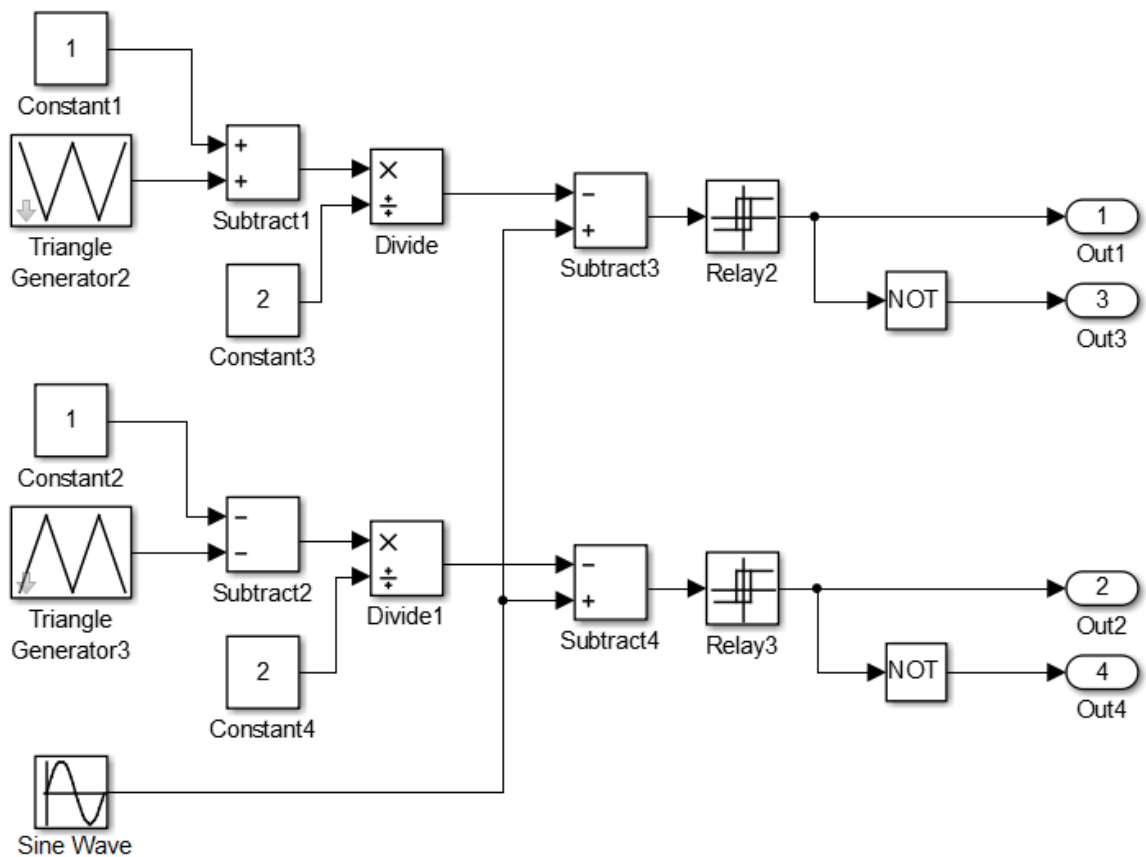 1
Constant1
+
+
Subtract1
Triangle
Generator2
×
÷
Divide
2
Constant3
−
+
Subtract3
Relay2
1
Out1
NOT
3
Out3
1
Constant2
−
−
Subtract2
Triangle
Generator3
×
÷
Divide1
2
Constant4
−
+
Subtract4
Relay3
2
Out2
NOT
4
Out4
Sine Wave